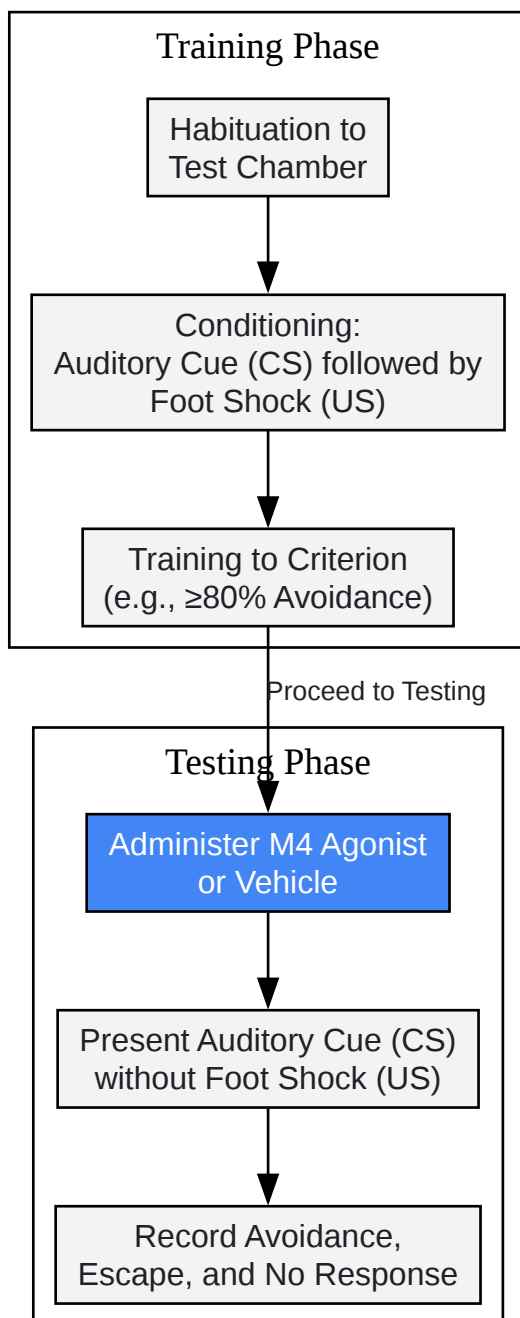 Training Phase
Habituation to
Test Chamber
Conditioning:
Auditory Cue (CS) followed by
Foot Shock (US)
Training to Criterion
(e.g., ≥80% Avoidance)
Proceed to Testing
Testing Phase
Administer M4 Agonist
or Vehicle
Present Auditory Cue (CS)
without Foot Shock (US)
Record Avoidance,
Escape, and No Response